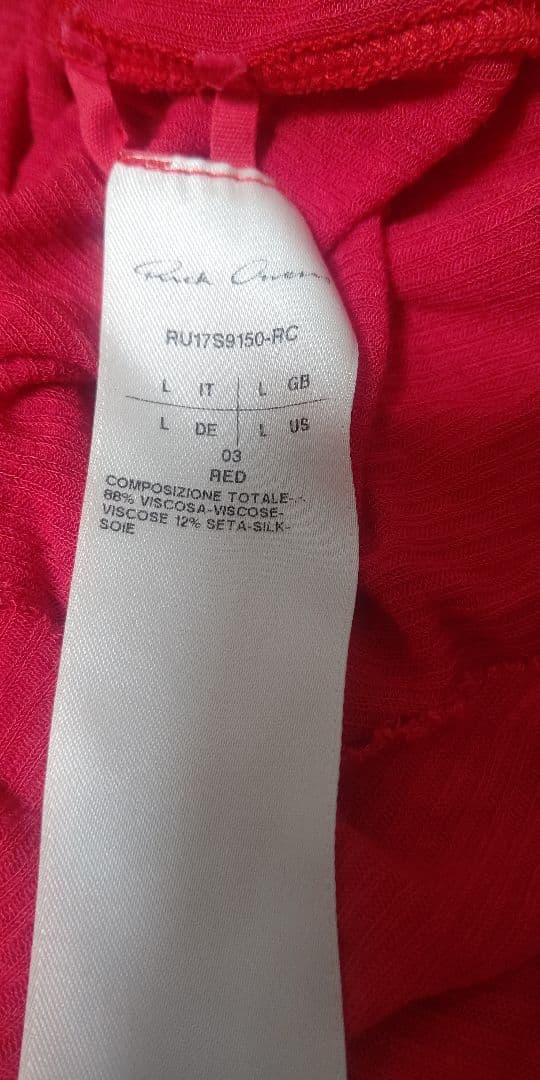 Rick Owens
RU17S9150-RC
L IT L GB
L DE L US
03
RED
COMPOSIZIONE TOTALE-
88% VISCOSA-VISCOSE-
VISCOSE 12% SETA-SILK-
SOIE